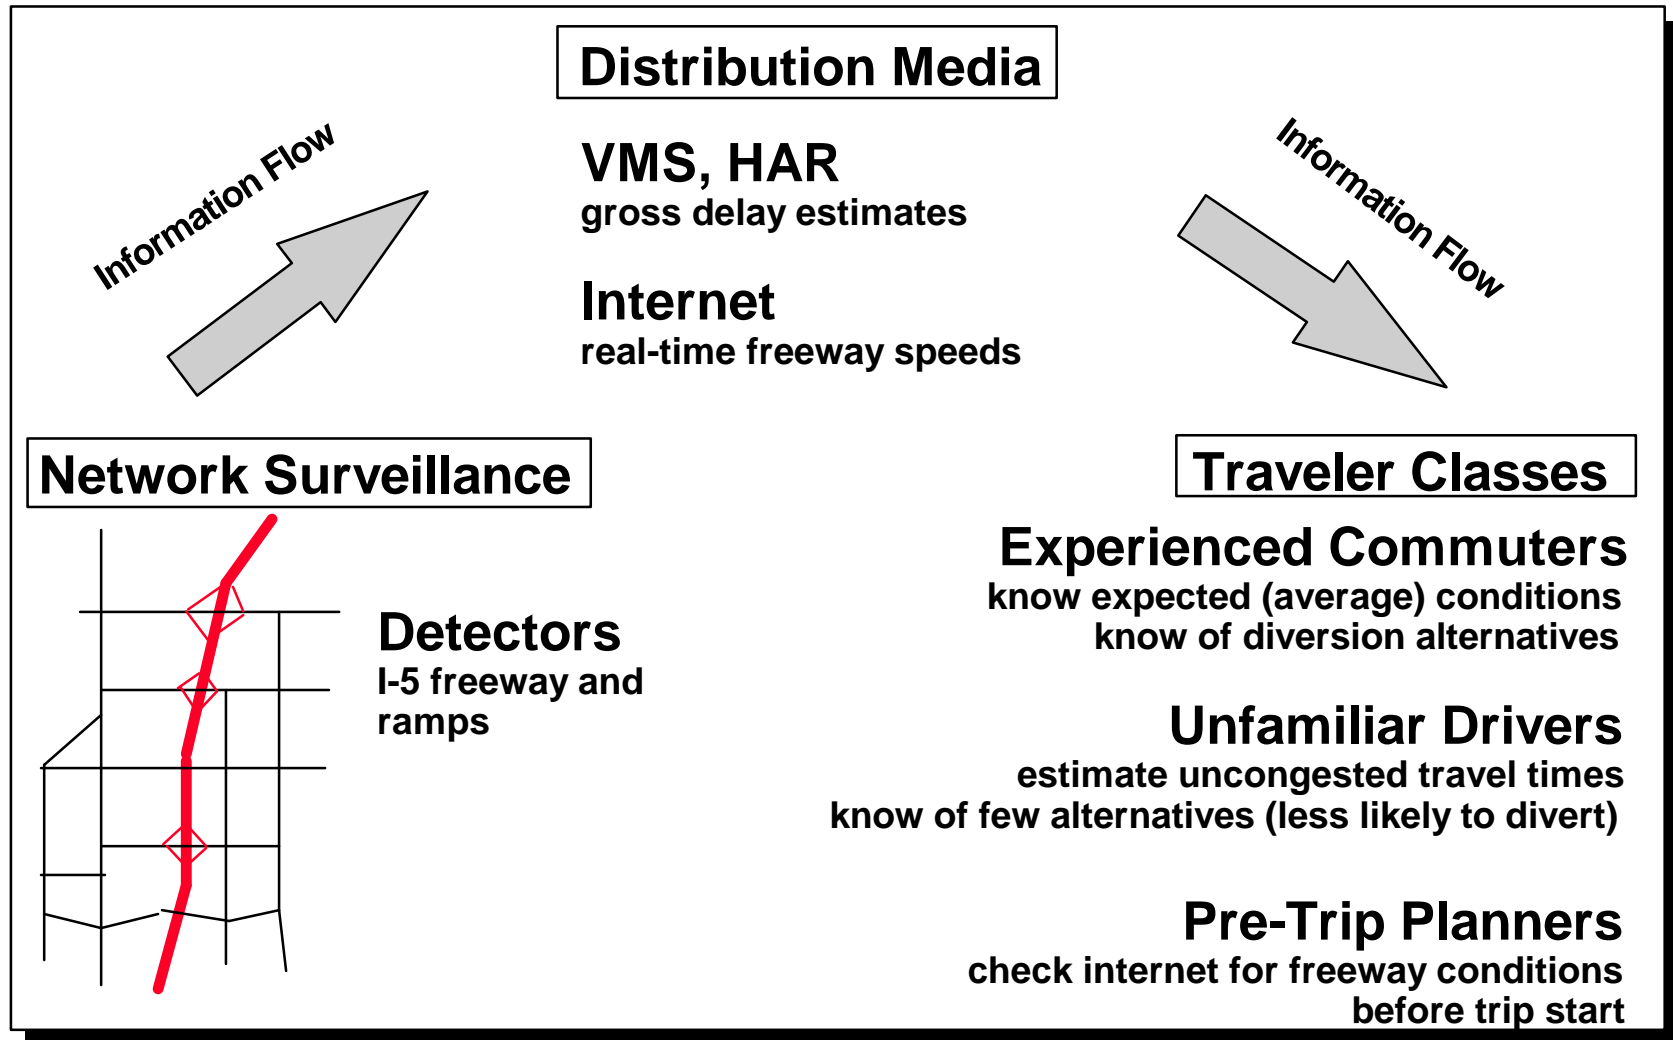 Distribution Media
Information Flow
VMS, HAR
gross delay estimates
Internet
real-time freeway speeds
Information Flow
Network Surveillance
Detectors
I-5 freeway and
ramps
Traveler Classes
Experienced Commuters
know expected (average) conditions
know of diversion alternatives
Unfamiliar Drivers
estimate uncongested travel times
know of few alternatives (less likely to divert)
Pre-Trip Planners
check internet for freeway conditions
before trip start